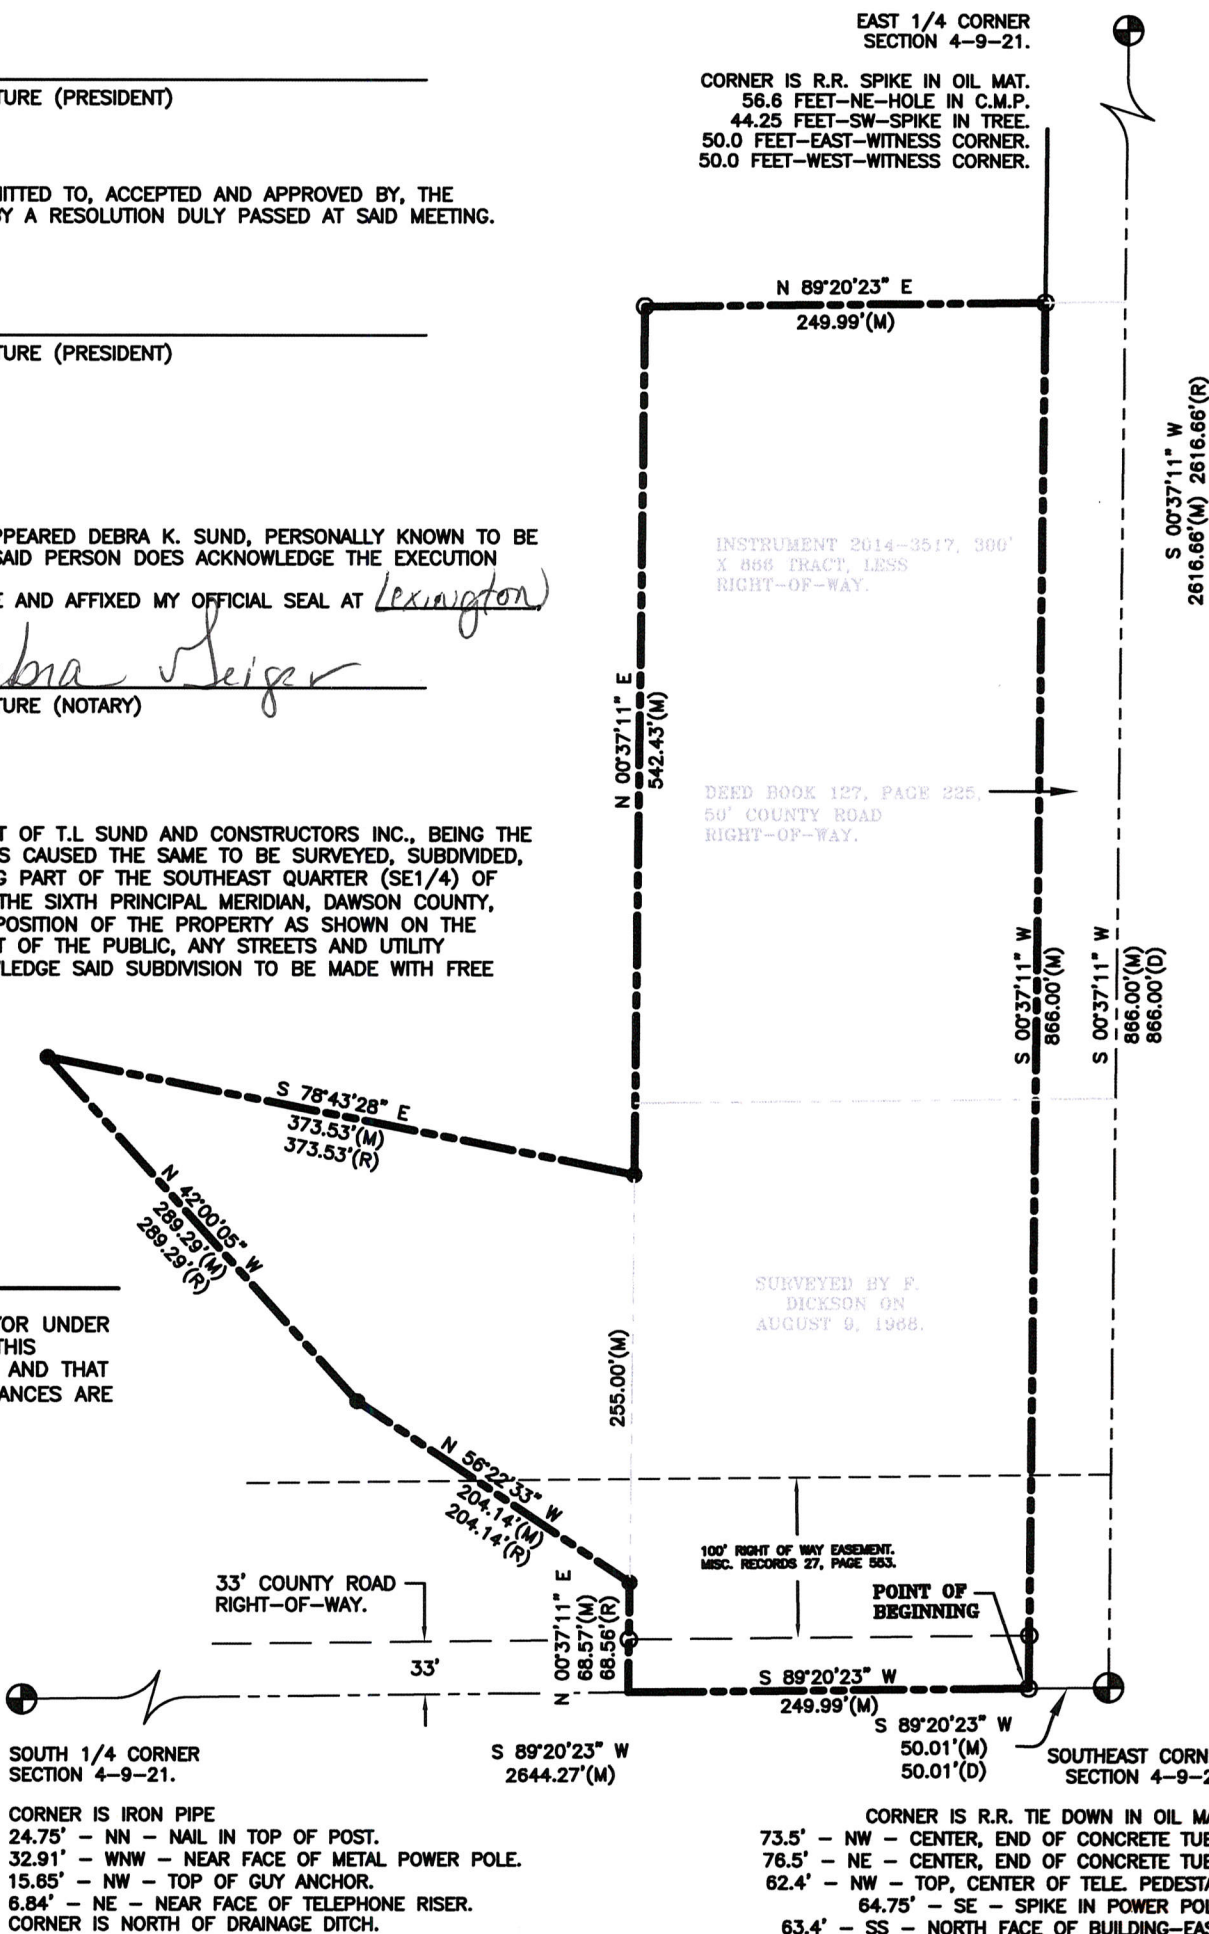 EAST 1/4 CORNER
SECTION 4-9-21.
CORNER IS R.R. SPIKE IN OIL MAT.
56.6 FEET-NE-HOLE IN C.M.P.
44.25 FEET-SW-SPIKE IN TREE.
50.0 FEET-EAST-WITNESS CORNER.
50.0 FEET-WEST-WITNESS CORNER.
TURE (PRESIDENT)
MITTED TO, ACCEPTED AND APPROVED BY, THE
BY A RESOLUTION DULY PASSED AT SAID MEETING.
TURE (PRESIDENT)
PPEARED DEBRA K. SUND, PERSONALLY KNOWN TO BE
SAID PERSON DOES ACKNOWLEDGE THE EXECUTION
E AND AFFIXED MY OFFICIAL SEAL AT Lexington,
bra Geiger
TURE (NOTARY)
T OF T.L SUND AND CONSTRUCTORS INC., BEING THE
S CAUSED THE SAME TO BE SURVEYED, SUBDIVIDED,
G PART OF THE SOUTHEAST QUARTER (SE1/4) OF
THE SIXTH PRINCIPAL MERIDIAN, DAWSON COUNTY,
POSITION OF THE PROPERTY AS SHOWN ON THE
T OF THE PUBLIC, ANY STREETS AND UTILITY
LEDGE SAID SUBDIVISION TO BE MADE WITH FREE
N 89°20'23" E
249.99'(M)
S 00°37'11" W
2616.66'(M) 2616.66'(R)
INSTRUMENT 2014-3517, 300'
X 866 TRACT, LESS
RIGHT-OF-WAY.
N 00°37'11" E
542.43'(M)
DEED BOOK 127, PAGE 225,
50' COUNTY ROAD
RIGHT-OF-WAY.
S 00°37'11" W
866.00'(M)
S 00°37'11" W
866.00'(M)
866.00'(D)
S 78°43'28" E
373.53'(M)
373.53'(R)
N 42°00'05" W
289.29'(M)
289.29'(R)
TOR UNDER
THIS
AND THAT
ANCES ARE
SURVEYED BY F.
DICKSON ON
AUGUST 9, 1988.
255.00'(M)
N 56°22'33" W
204.14'(M)
204.14'(R)
100' RIGHT OF WAY EASEMENT.
MISC. RECORDS 27, PAGE 553.
33' COUNTY ROAD
RIGHT-OF-WAY.
33'
N 00°37'11" E
68.57'(M)
68.56'(R)
POINT OF
BEGINNING
S 89°20'23" W
249.99'(M)
S 89°20'23" W
50.01'(M)
50.01'(D)
S 89°20'23" W
2644.27'(M)
SOUTH 1/4 CORNER
SECTION 4-9-21.
CORNER IS IRON PIPE
24.75' - NN - NAIL IN TOP OF POST.
32.91' - WNW - NEAR FACE OF METAL POWER POLE.
15.65' - NW - TOP OF GUY ANCHOR.
6.84' - NE - NEAR FACE OF TELEPHONE RISER.
CORNER IS NORTH OF DRAINAGE DITCH.
SOUTHEAST CORN
SECTION 4-9-2
CORNER IS R.R. TIE DOWN IN OIL MA
73.5' - NW - CENTER, END OF CONCRETE TUB
76.5' - NE - CENTER, END OF CONCRETE TUB
62.4' - NW - TOP, CENTER OF TELE. PEDESTA
64.75' - SE - SPIKE IN POWER POL
63.4' - SS - NORTH FACE OF BUILDING-EAS